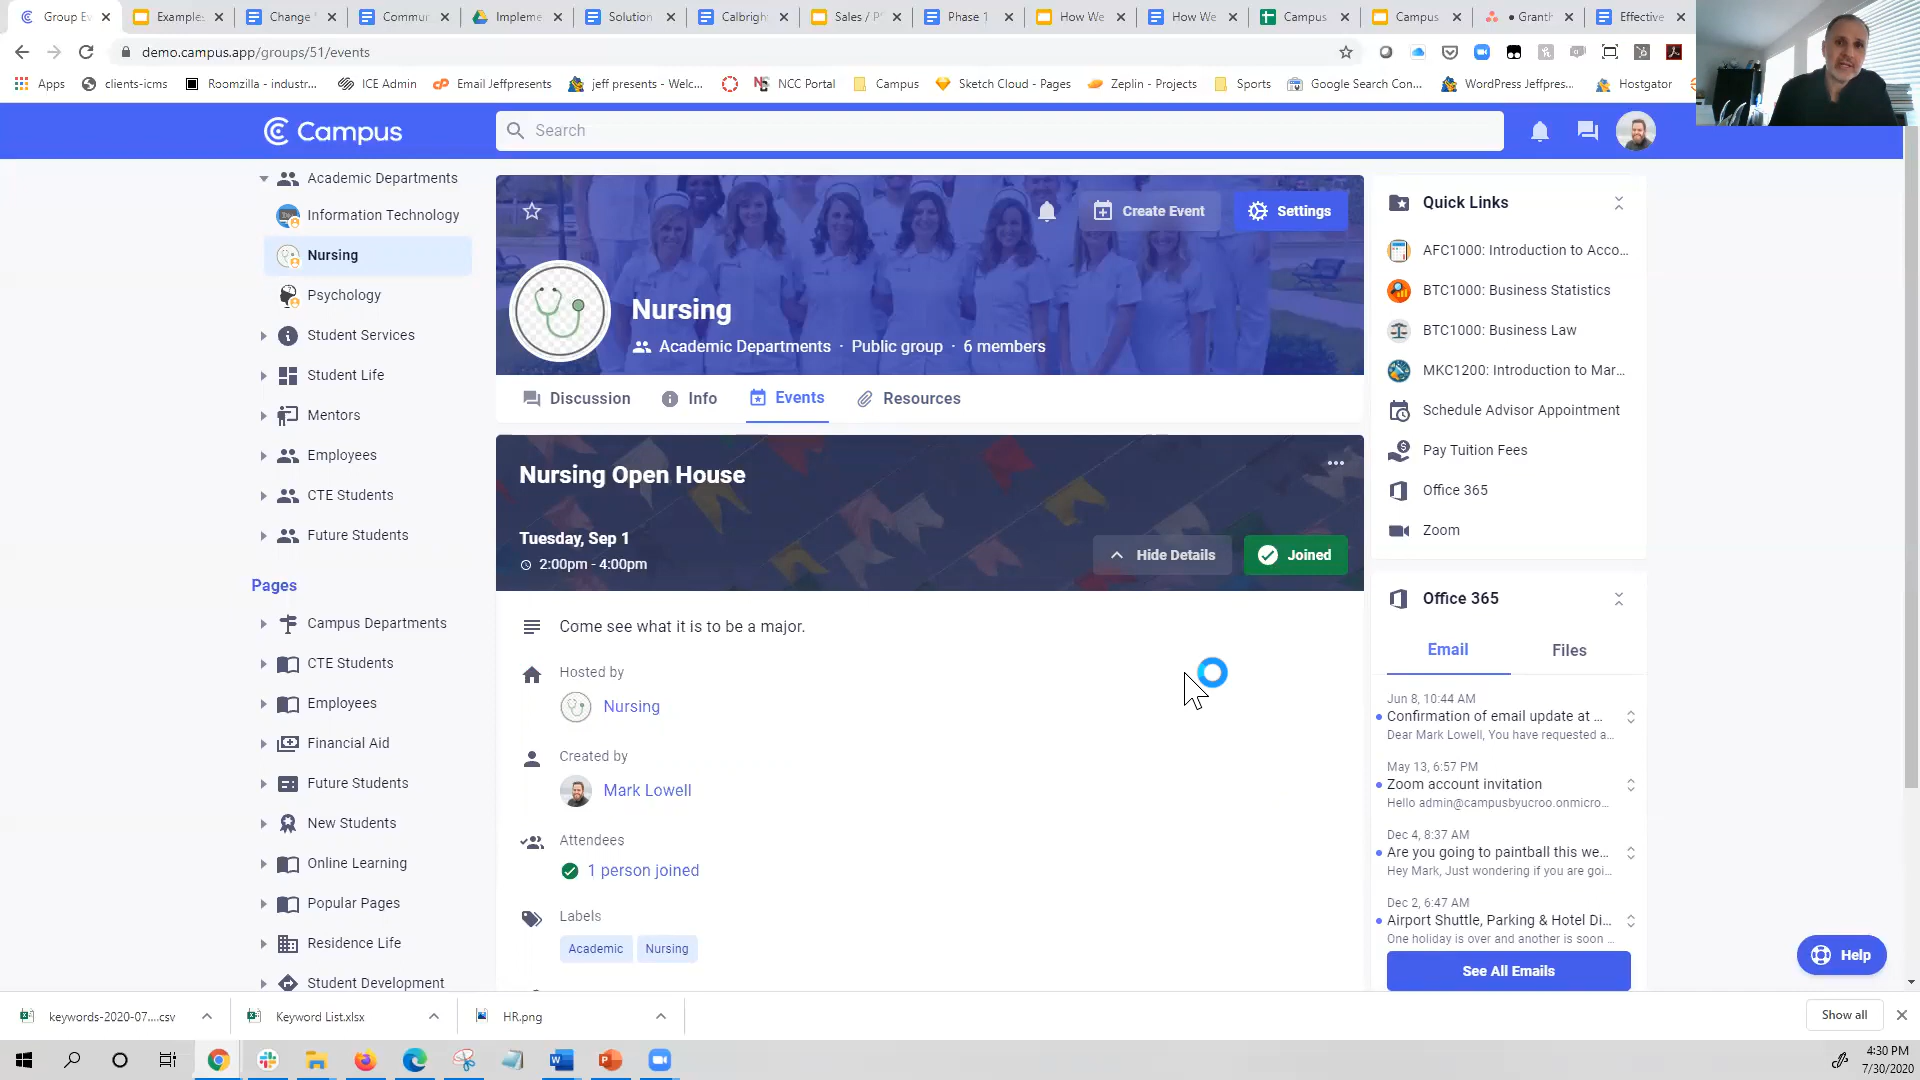 Group Ev
Examples
Change
Commun
Impleme
Solution
Calbright
Sales / P
Phase 1
How We
How We
Campus
Campus
• Granth
Effective
demo.campus.app/groups/51/events
Apps
clients-icms
Roomzilla - industr...
ICE Admin
Email Jeffpresents
jeff presents - Welc...
NCC Portal
Campus
Sketch Cloud - Pages
Zeplin - Projects
Sports
Google Search Con...
WordPress Jeffpres...
Hostgator
Campus
Search
Academic Departments
Information Technology
Nursing
Psychology
Student Services
Student Life
Mentors
Employees
CTE Students
Future Students
Pages
Campus Departments
CTE Students
Employees
Financial Aid
Future Students
New Students
Online Learning
Popular Pages
Residence Life
Student Development
Create Event
Settings
Nursing
Academic Departments · Public group · 6 members
Discussion
Info
Events
Resources
Nursing Open House
Tuesday, Sep 1
2:00pm - 4:00pm
Hide Details
Joined
Come see what it is to be a major.
Hosted by
Nursing
Created by
Mark Lowell
Attendees
1 person joined
Labels
Academic
Nursing
Quick Links
AFC1000: Introduction to Acco...
BTC1000: Business Statistics
BTC1000: Business Law
MKC1200: Introduction to Mar...
Schedule Advisor Appointment
Pay Tuition Fees
Office 365
Zoom
Office 365
Email
Files
Jun 8, 10:44 AM
Confirmation of email update at ...
Dear Mark Lowell, You have requested a...
May 13, 6:57 PM
Zoom account invitation
Hello admin@campusbyucroo.onmicro...
Dec 4, 8:37 AM
Are you going to paintball this we...
Hey Mark, Just wondering if you are goi...
Dec 2, 6:47 AM
Airport Shuttle, Parking & Hotel Di...
One holiday is over and another is soon ...
See All Emails
Help
keywords-2020-07....csv
Keyword List.xlsx
HR.png
Show all
4:30 PM
7/30/2020